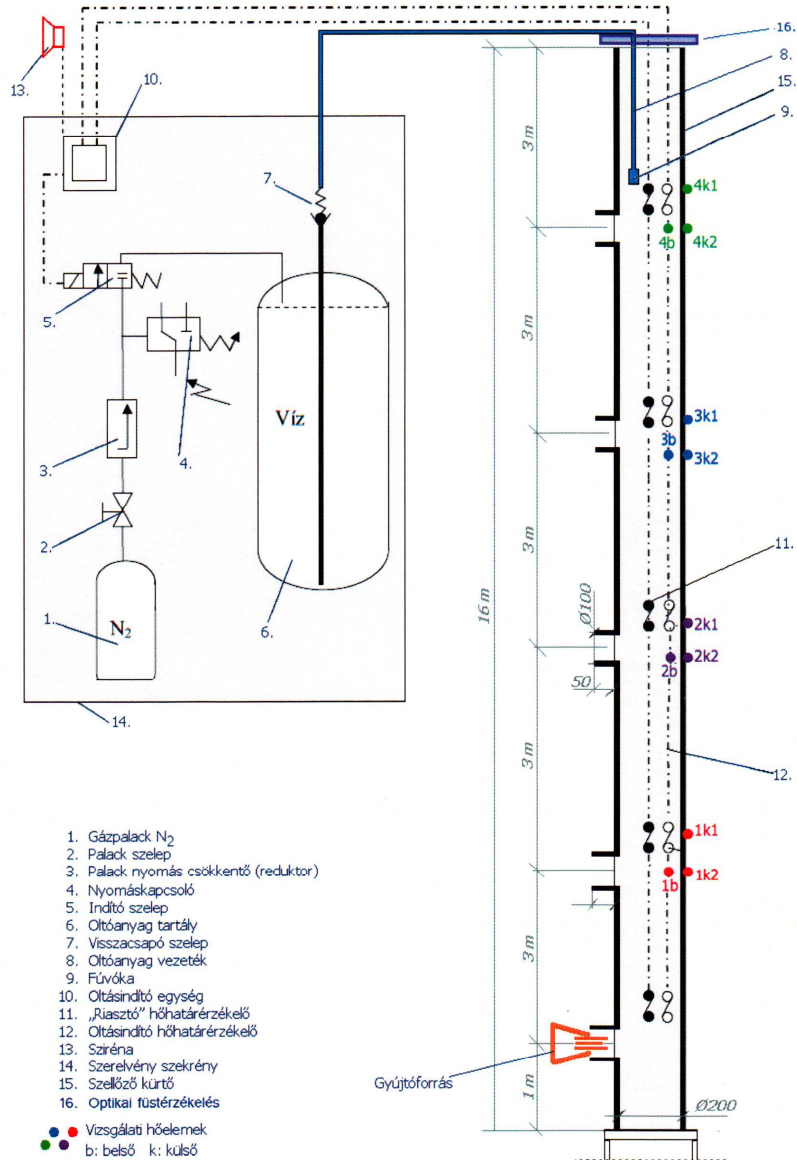 16.
8.
15.
9.
13.
10.
7.
4k1
4b
4k2
3 m
5.
Víz
3 m
3k1
3b
3k2
3.
4.
2.
11.
3 m
16 m
Ø100
1.
N2
6.
2k1
2b
2k2
50
14.
12.
3 m
1k1
1b
1k2
3 m
1. Gázpalack N2
2. Palack szelep
3. Palack nyomás csökkentő (reduktor)
4. Nyomáskapcsoló
5. Indító szelep
6. Oltóanyag tartály
7. Visszacsapó szelep
8. Oltóanyag vezeték
9. Fúvóka
10. Oltásindító egység
11. „Riasztó” hőhatárérzékelő
12. Oltásindító hőhatárérzékelő
13. Sziréna
14. Szerelvény szekrény
15. Szellőző kürtő
16. Optikai füstérzékelés
Vizsgálati hőelemek
b: belső k: külső
Gyújtóforrás
1 m
Ø200